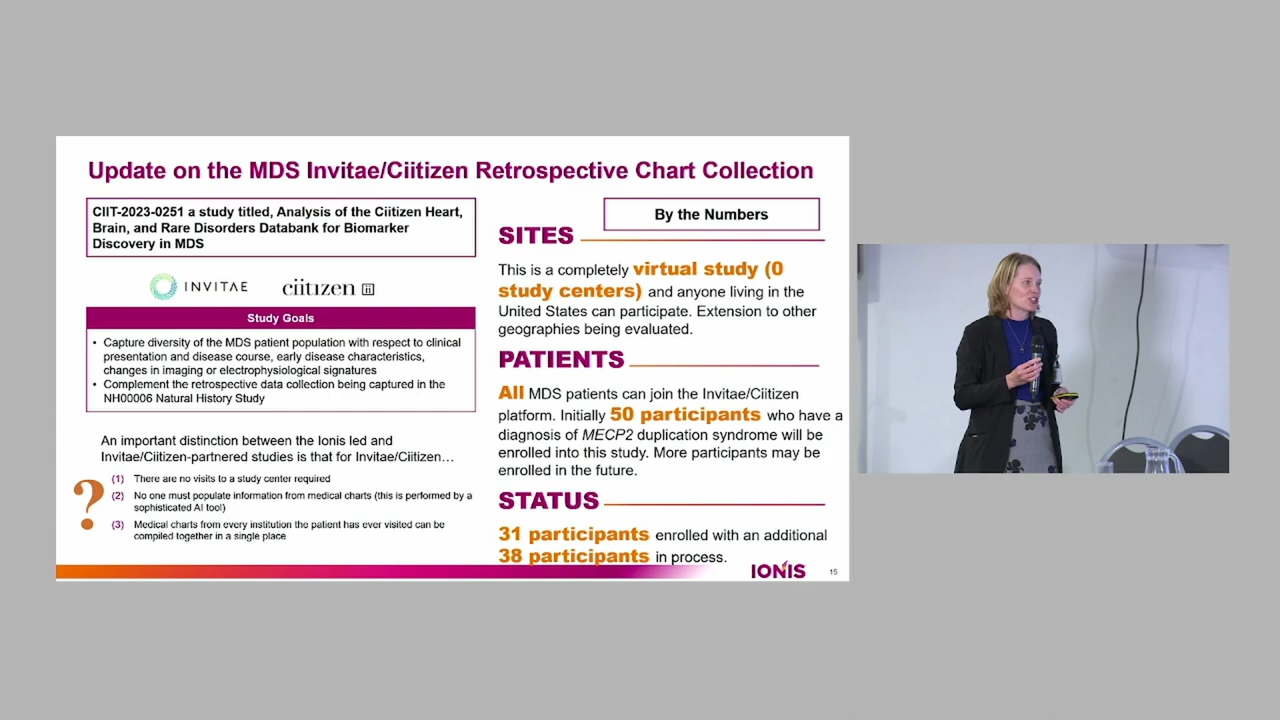 Update on the MDS Invitae/Ciitizen Retrospective Chart Collection
CIIT-2023-0251 a study titled, Analysis of the Ciitizen Heart,
Brain, and Rare Disorders Databank for Biomarker
Discovery in MDS
INVITAE ciitizen ii
Study Goals
• Capture diversity of the MDS patient population with respect to clinical
presentation and disease course, early disease characteristics,
changes in imaging or electrophysiological signatures
• Complement the retrospective data collection being captured in the
NH00006 Natural History Study
An important distinction between the Ionis led and
Invitae/Ciitizen-partnered studies is that for Invitae/Ciitizen…
?
(1) There are no visits to a study center required
(2) No one must populate information from medical charts (this is performed by a
sophisticated AI tool)
(3) Medical charts from every institution the patient has ever visited can be
compiled together in a single place
By the Numbers
SITES
This is a completely virtual study (0
study centers) and anyone living in the
United States can participate. Extension to other
geographies being evaluated.
PATIENTS
All MDS patients can join the Invitae/Ciitizen
platform. Initially 50 participants who have a
diagnosis of MECP2 duplication syndrome will be
enrolled into this study. More participants may be
enrolled in the future.
STATUS
31 participants enrolled with an additional
38 participants in process.
IONIS 15